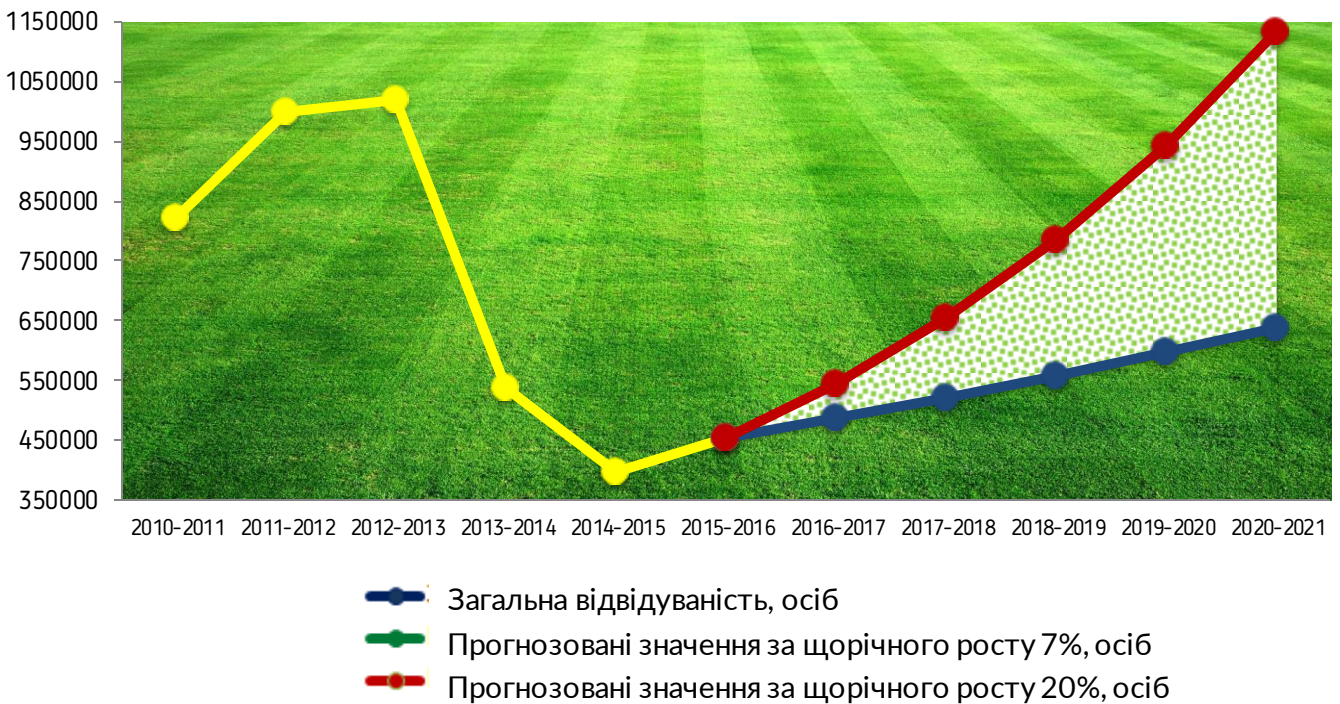 1150000
1050000
950000
850000
750000
650000
550000
450000
350000
2010-2011 2011-2012 2012-2013 2013-2014 2014-2015 2015-2016 2016-2017 2017-2018 2018-2019 2019-2020 2020-2021
Загальна відвідуваність, осіб
Прогнозовані значення за щорічного росту 7%, осіб
Прогнозовані значення за щорічного росту 20%, осіб